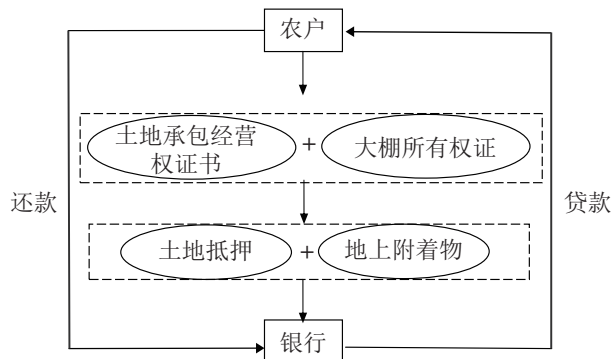 农户
土地承包经营
权证书
+
大棚所有权证
还款
贷款
土地抵押
+
地上附着物
银行